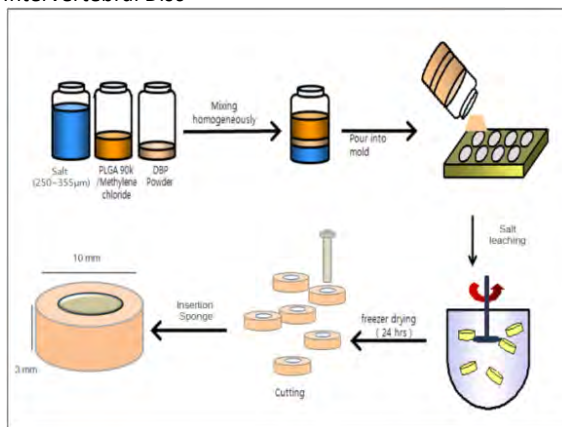 Intervertebral Disc
Mixing
homogeneously
Pour into
mold
Salt
(250~355μm)
PLGA 90k
/Methylene
chloride
DBP
Powder
Salt
leaching
10 mm
3 mm
Insertion
Sponge
freezer drying
( 24 hrs )
Cutting